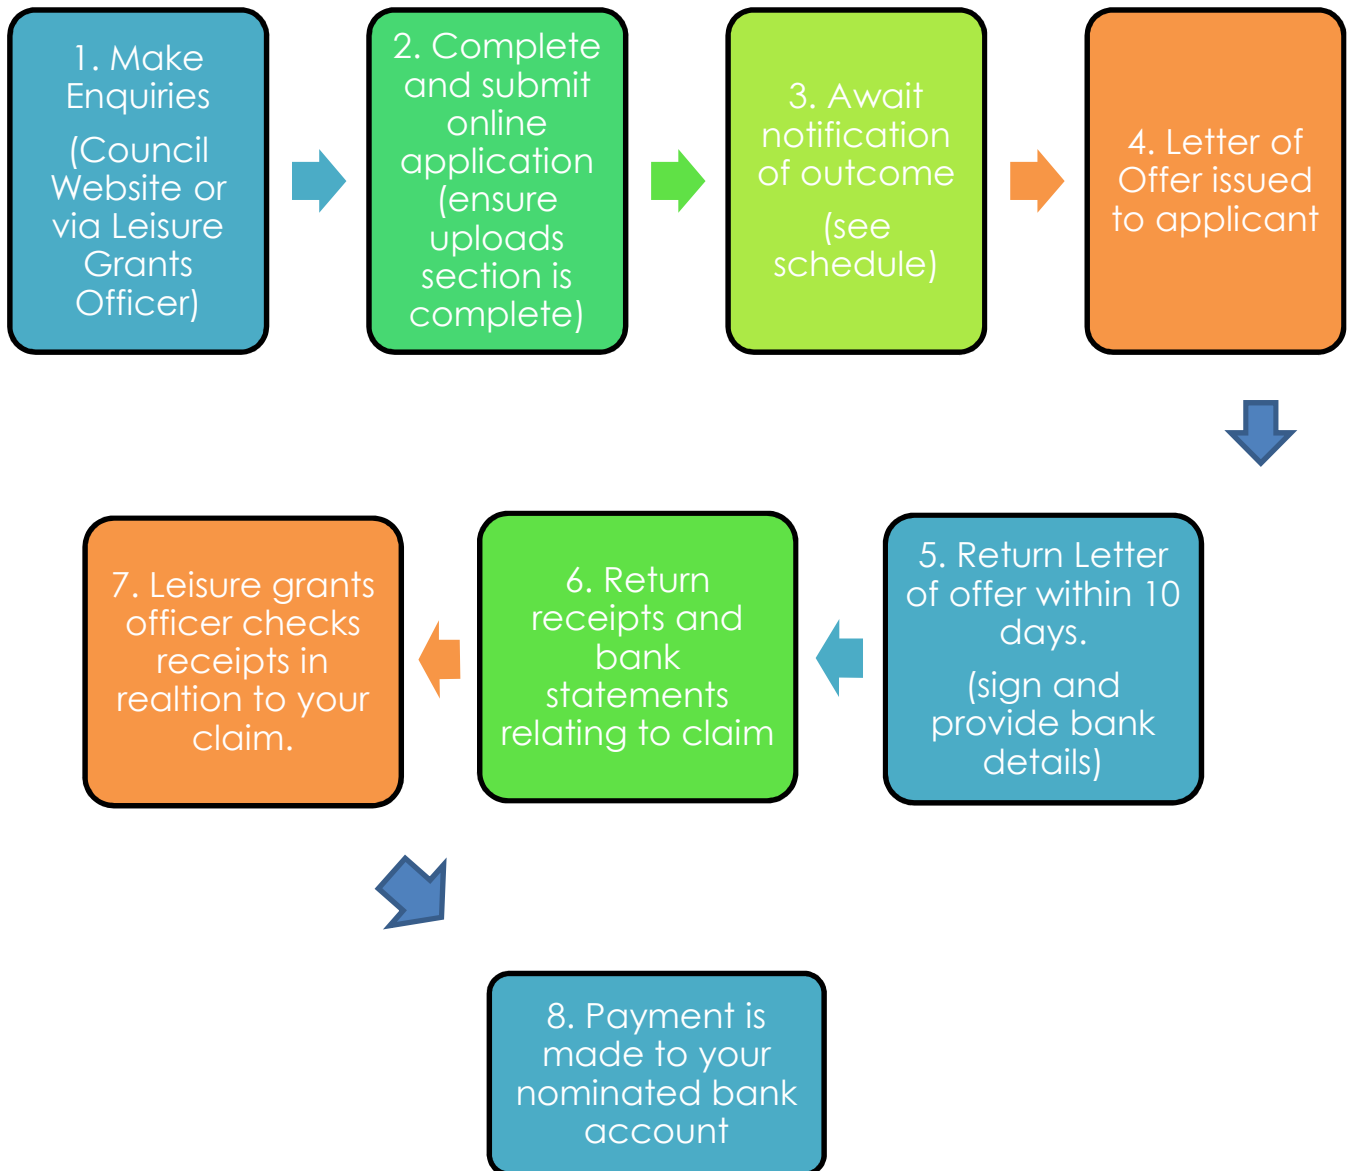 1. Make
Enquiries
(Council
Website or
via Leisure
Grants
Officer)
2. Complete
and submit
online
application
(ensure
uploads
section is
complete)
3. Await
notification
of outcome
(see
schedule)
4. Letter of
Offer issued
to applicant
5. Return Letter
of offer within 10
days.
(sign and
provide bank
details)
6. Return
receipts and
bank
statements
relating to claim
7. Leisure grants
officer checks
receipts in
realtion to your
claim.
8. Payment is
made to your
nominated bank
account